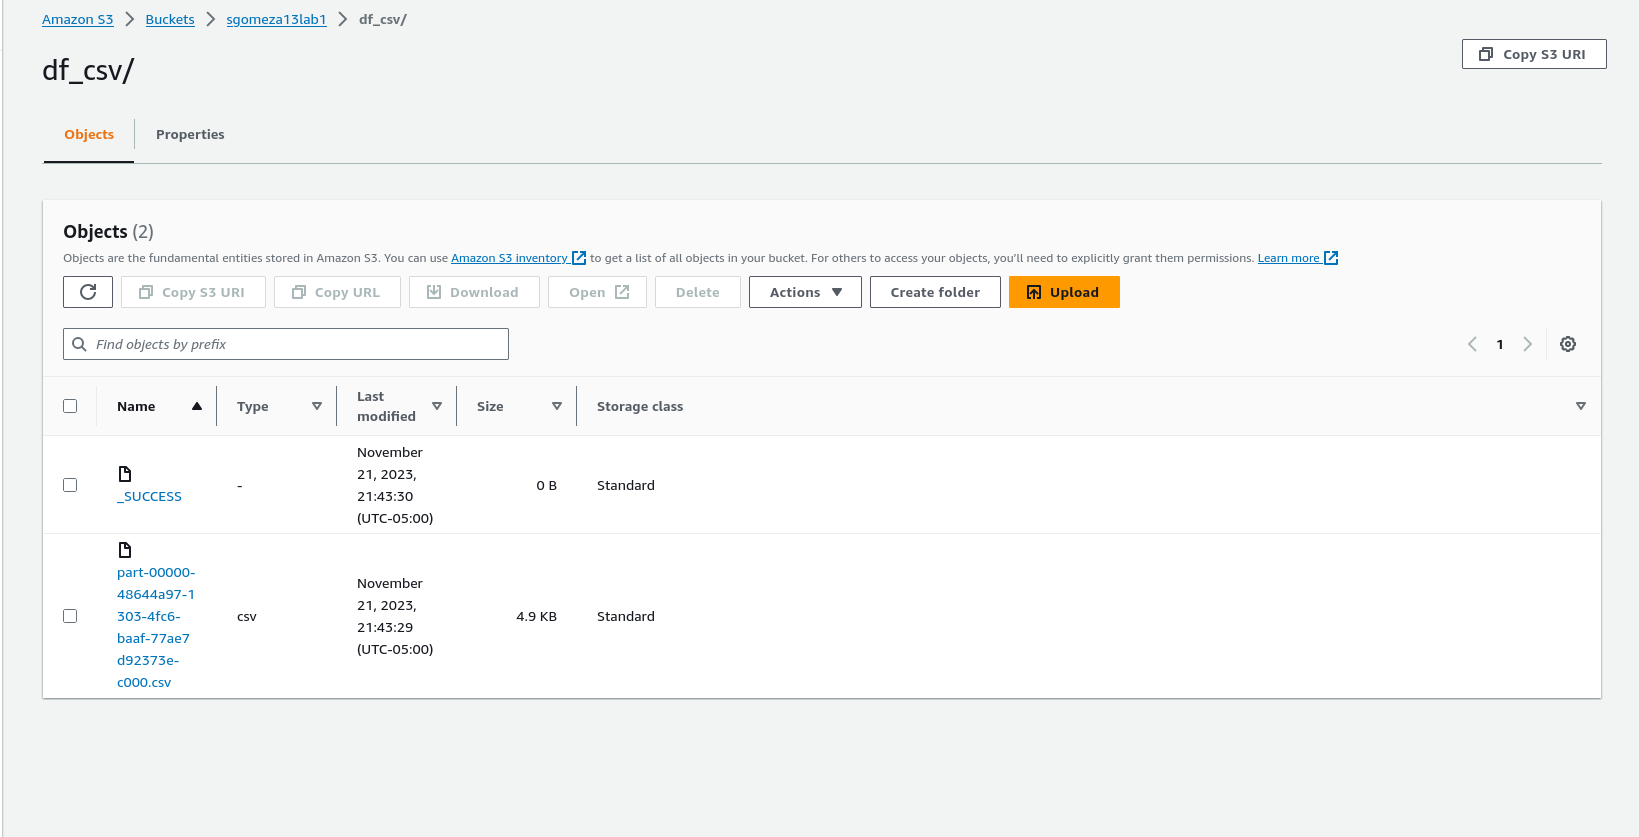 Amazon S3 > Buckets > sgomeza13lab1 > df_csv/
df_csv/
Copy S3 URI
Objects
Properties
Objects (2)
Objects are the fundamental entities stored in Amazon S3. You can use Amazon S3 inventory to get a list of all objects in your bucket. For others to access your objects, you'll need to explicitly grant them permissions. Learn more
Copy S3 URI
Copy URL
Download
Open
Delete
Actions
Create folder
Upload
Find objects by prefix
1
Name
Type
Last
modified
Size
Storage class
_SUCCESS
-
November
21, 2023,
21:43:30
(UTC-05:00)
0 B
Standard
part-00000-
48644a97-1
303-4fc6-
baaf-77ae7
d92373e-
c000.csv
csv
November
21, 2023,
21:43:29
(UTC-05:00)
4.9 KB
Standard